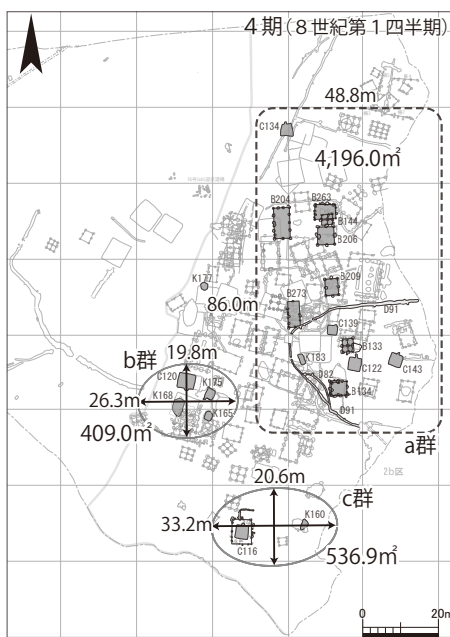 4期(8世紀第1四半期)
48.8m
C134
4,196.0㎡
B204
B263
B144
B206
K177
B209
86.0m
B273
D91
C139
B133
K183
C122
C143
D82
B134
D91
b群
19.8m
C120
K175
26.3m
K168
K165
409.0㎡
a群
2b区
20.6m
c群
33.2m
K160
C116
536.9㎡
0 20m